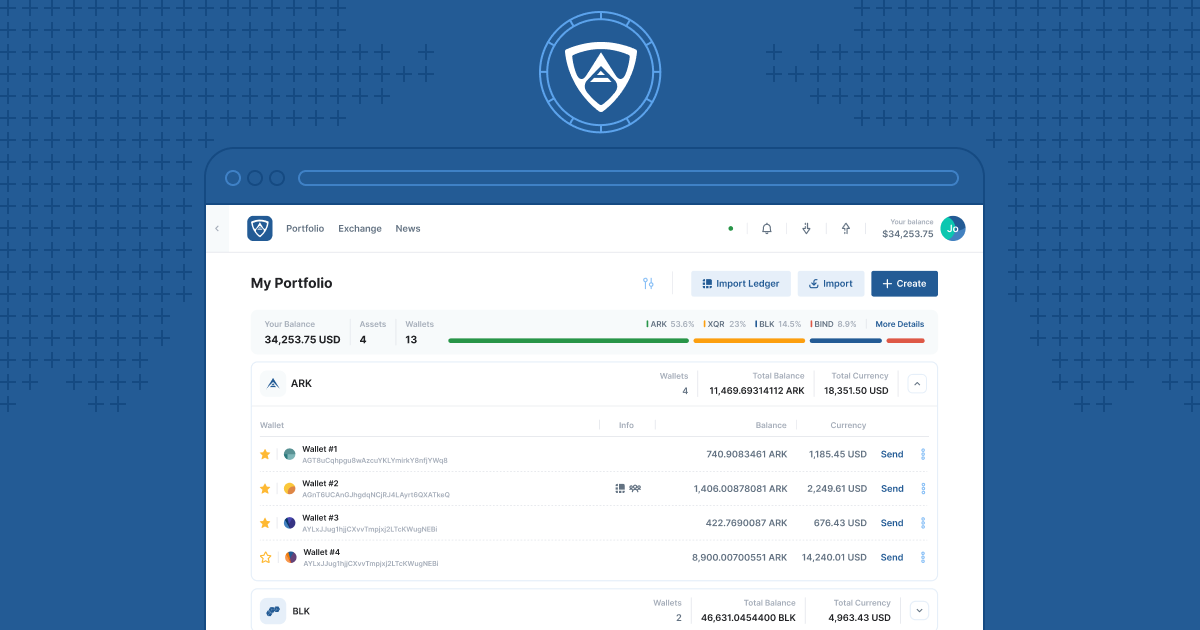 Portfolio Exchange News
Your balance
$34,253.75
Jo
My Portfolio
Import Ledger
Import
Create
Your Balance
34,253.75 USD
Assets
4
Wallets
13
ARK 53.6% XQR 23% BLK 14.5% BIND 8.9% More Details
ARK
Wallets
4
Total Balance
11,469.69314112 ARK
Total Currency
18,351.50 USD
Wallet Info Balance Currency
Wallet #1
AGT8uCqhpgu8wAzcuYKLYmirkY8nfjYWq8
740.9083461 ARK 1,185.45 USD Send
Wallet #2
AGnT6UCAnGJhgdqNCjRJ4LAyrt6QXATkeQ
1,406.00878081 ARK 2,249.61 USD Send
Wallet #3
AYLxJJug1hjjCXvvTmpjxj2LTcKWugNEBi
422.7690087 ARK 676.43 USD Send
Wallet #4
AYLxJJug1hjjCXvvTmpjxj2LTcKWugNEBi
8,900.00700551 ARK 14,240.01 USD Send
BLK
Wallets
2
Total Balance
46,631.0454400 BLK
Total Currency
4,963.43 USD